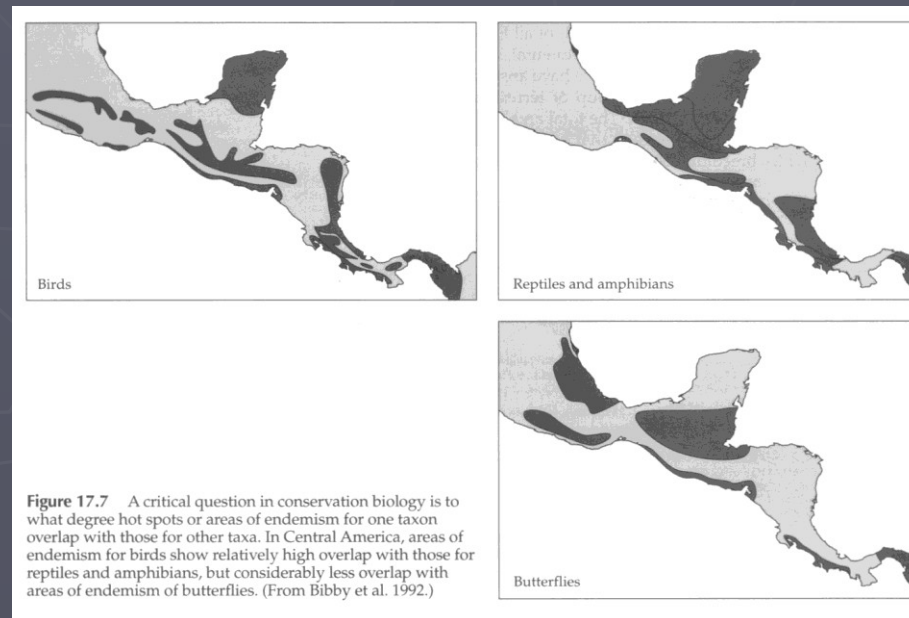 Birds
Reptiles and amphibians
Butterflies
Figure 17.7 A critical question in conservation biology is to
what degree hot spots or areas of endemism for one taxon
overlap with those for other taxa. In Central America, areas of
endemism for birds show relatively high overlap with those for
reptiles and amphibians, but considerably less overlap with
areas of endemism of butterflies. (From Bibby et al. 1992.)